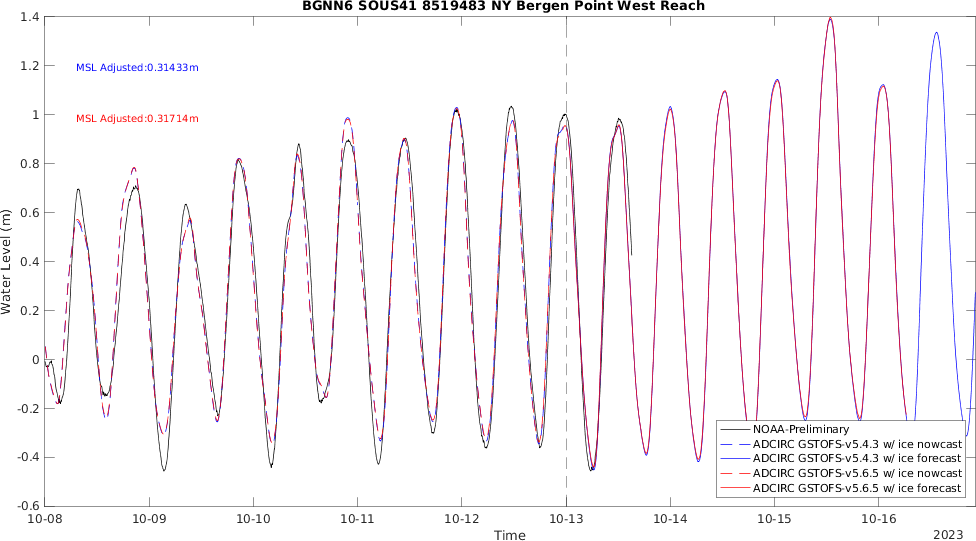 BGNN6 SOUS41 8519483 NY Bergen Point West Reach
1.4
MSL Adjusted:0.31433m
1.2
MSL Adjusted:0.31714m
1
0.8
0.6
0.4
0.2
0
-0.2
-0.4
-0.6
Water Level (m)
NOAA-Preliminary
ADCIRC GSTOFS-v5.4.3 w/ ice nowcast
ADCIRC GSTOFS-v5.4.3 w/ ice forecast
ADCIRC GSTOFS-v5.6.5 w/ ice nowcast
ADCIRC GSTOFS-v5.6.5 w/ ice forecast
10-08 10-09 10-10 10-11 10-12 10-13 10-14 10-15 10-16
Time
2023